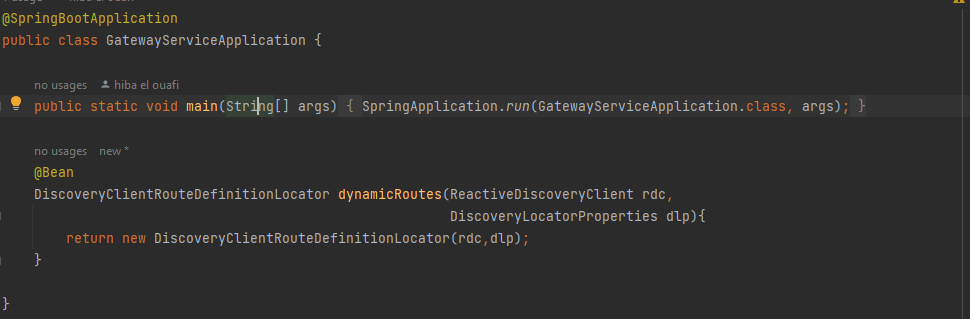 @SpringBootApplication
public class GatewayServiceApplication {
no usages hiba el ouafi
public static void main(String[] args) { SpringApplication.run(GatewayServiceApplication.class, args); }
no usages new *
@Bean
DiscoveryClientRouteDefinitionLocator dynamicRoutes(ReactiveDiscoveryClient rdc,
DiscoveryLocatorProperties dlp){
return new DiscoveryClientRouteDefinitionLocator(rdc,dlp);
}
}